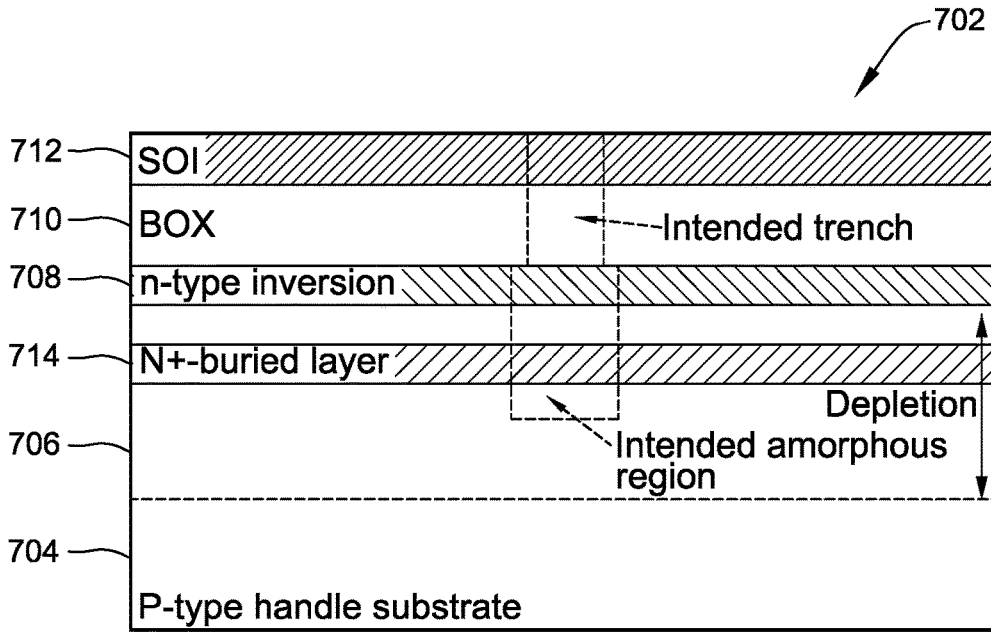 702
712
SOI
710
BOX
Intended trench
708
n-type inversion
714
N+-buried layer
Depletion
706
Intended amorphous
region
704
P-type handle substrate